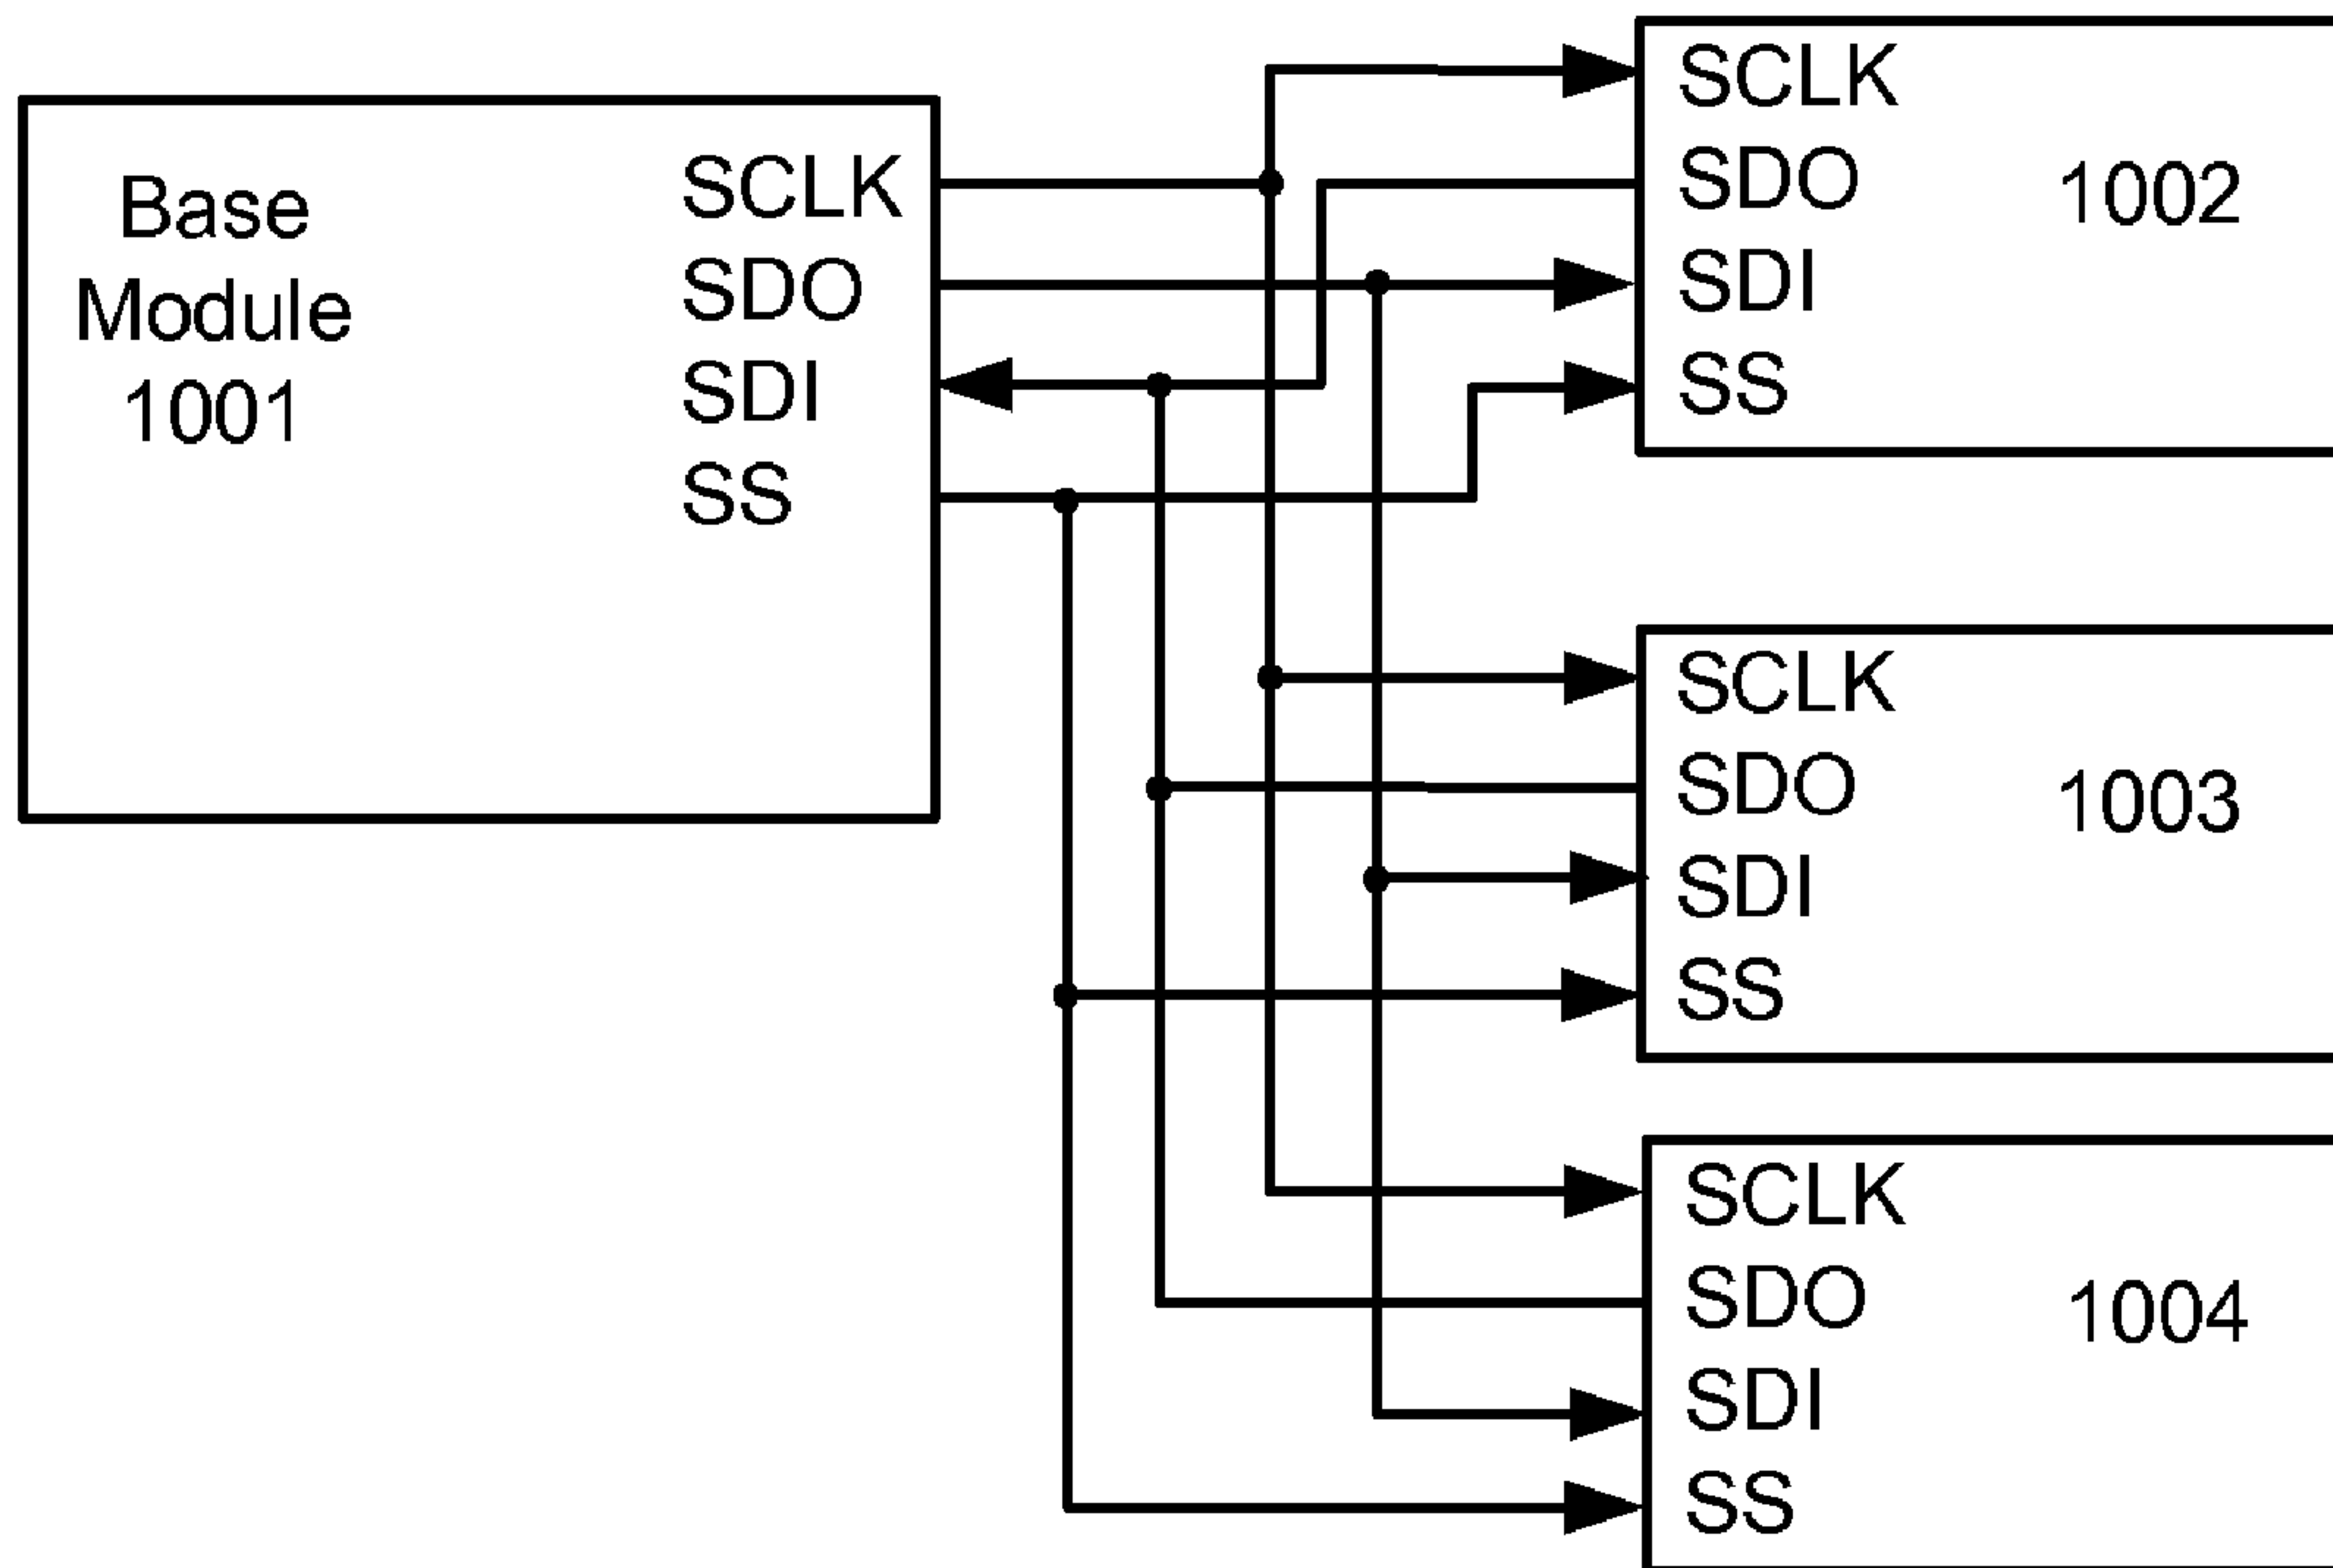 Base
Module
1001
SCLK
SDO
SDI
SS
SCLK
SDO
SDI
SS
1002
SCLK
SDO
SDI
SS
1003
SCLK
SDO
SDI
SS
1004